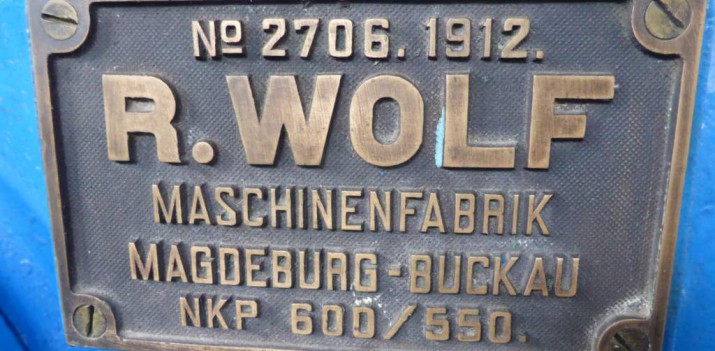 No 2706. 1912.
R. WOLF
MASCHINENFABRIK
MAGDEBURG-BUCKAU
NKP 600/550.